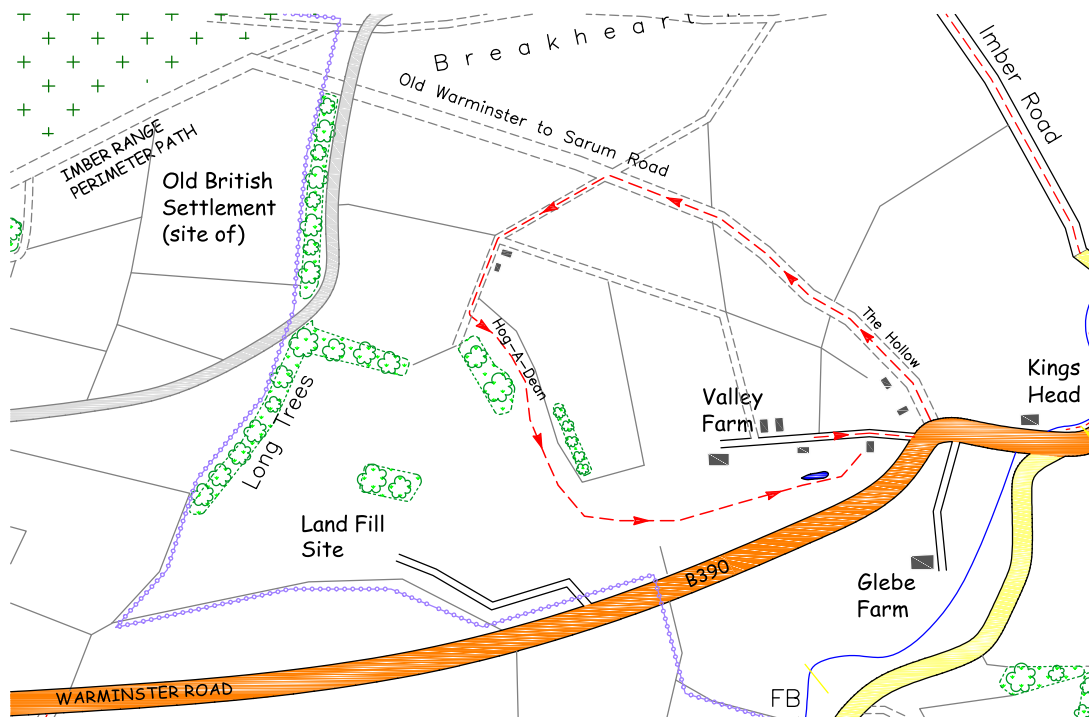 Breakheart
Imber Road
Old Warminster to Sarum Road
IMBER RANGE
PERIMETER PATH
Old British
Settlement
(site of)
The Hollow
Hog-A-Dean
Kings
Head
Valley
Farm
Long Trees
Land Fill
Site
B390
Glebe
Farm
WARMINSTER ROAD
FB